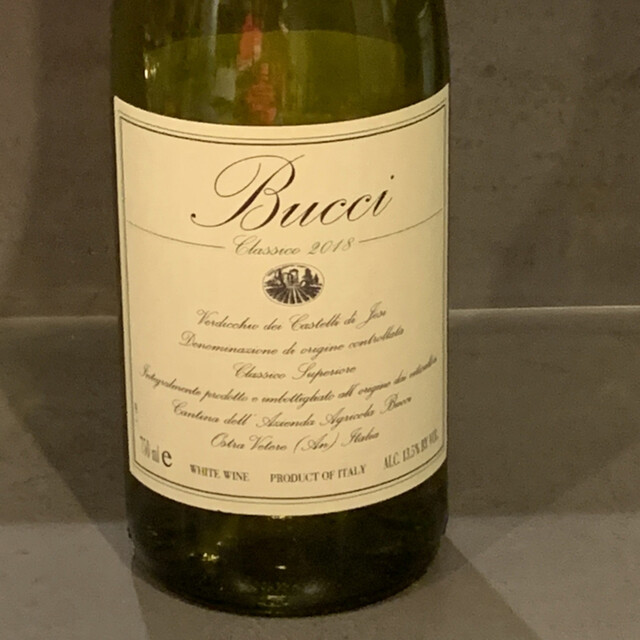 Bucci
Classico 2018
Verdicchio dei Castelli di Jesi
Denominazione di origine controllata
Classico Superiore
Integralmente prodotto e imbottigliato all'origine dai viticoltori
Cantina dell'Azienda Agricola Bucci
Ostra Vetere (An) Italia
750 ml e WHITE WINE PRODUCT OF ITALY ALC. 13.5% BY VOL.